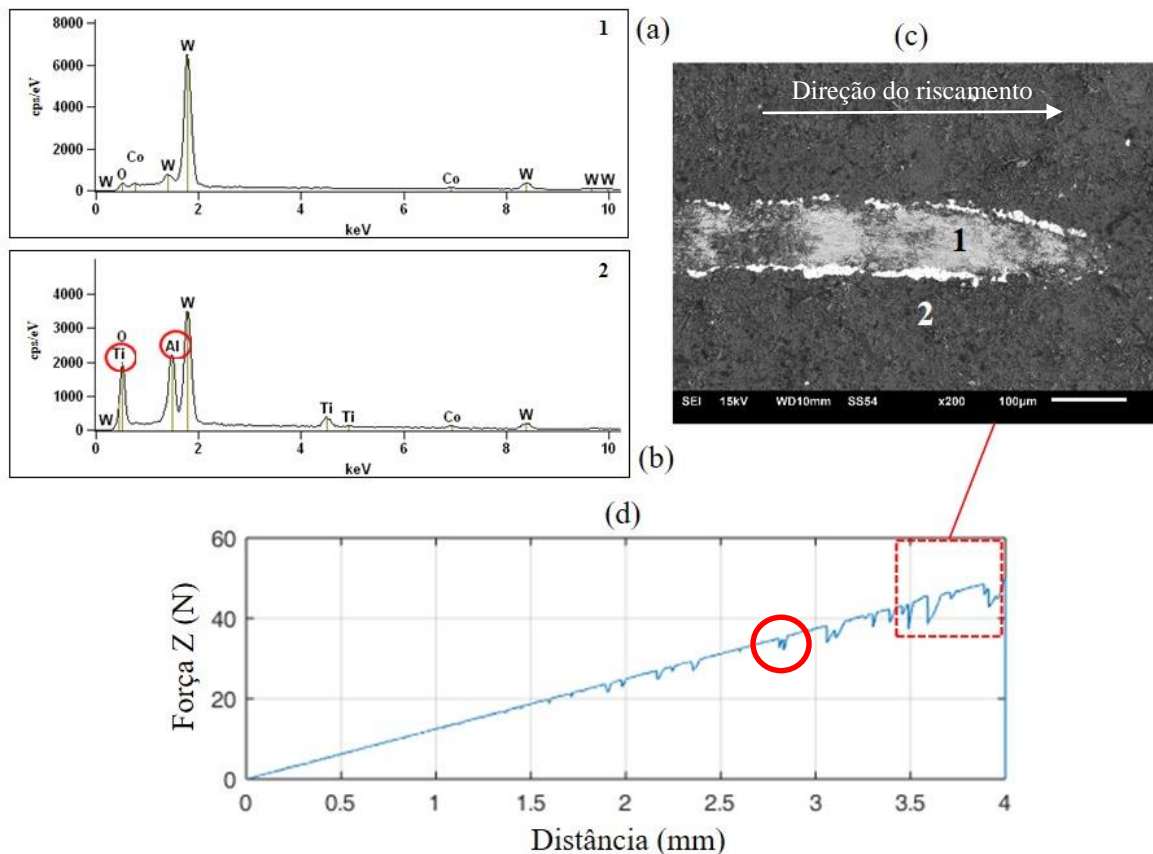 8000
6000
4000
2000
0
cps/eV
W
1
Co
W
O
W
Co
W
W W
0 2 4 6 8 10
keV
(a)
4000
3000
2000
1000
0
cps/eV
W
2
O
Ti
Al
W
Ti
Ti
Co
W
0 2 4 6 8 10
keV
(b)
(c)
Direção do riscamento
1
2
SEI 15kV WD10mm SS54 x200 100µm
(d)
60
40
20
0
Força Z (N)
0 0.5 1 1.5 2 2.5 3 3.5 4
Distância (mm)